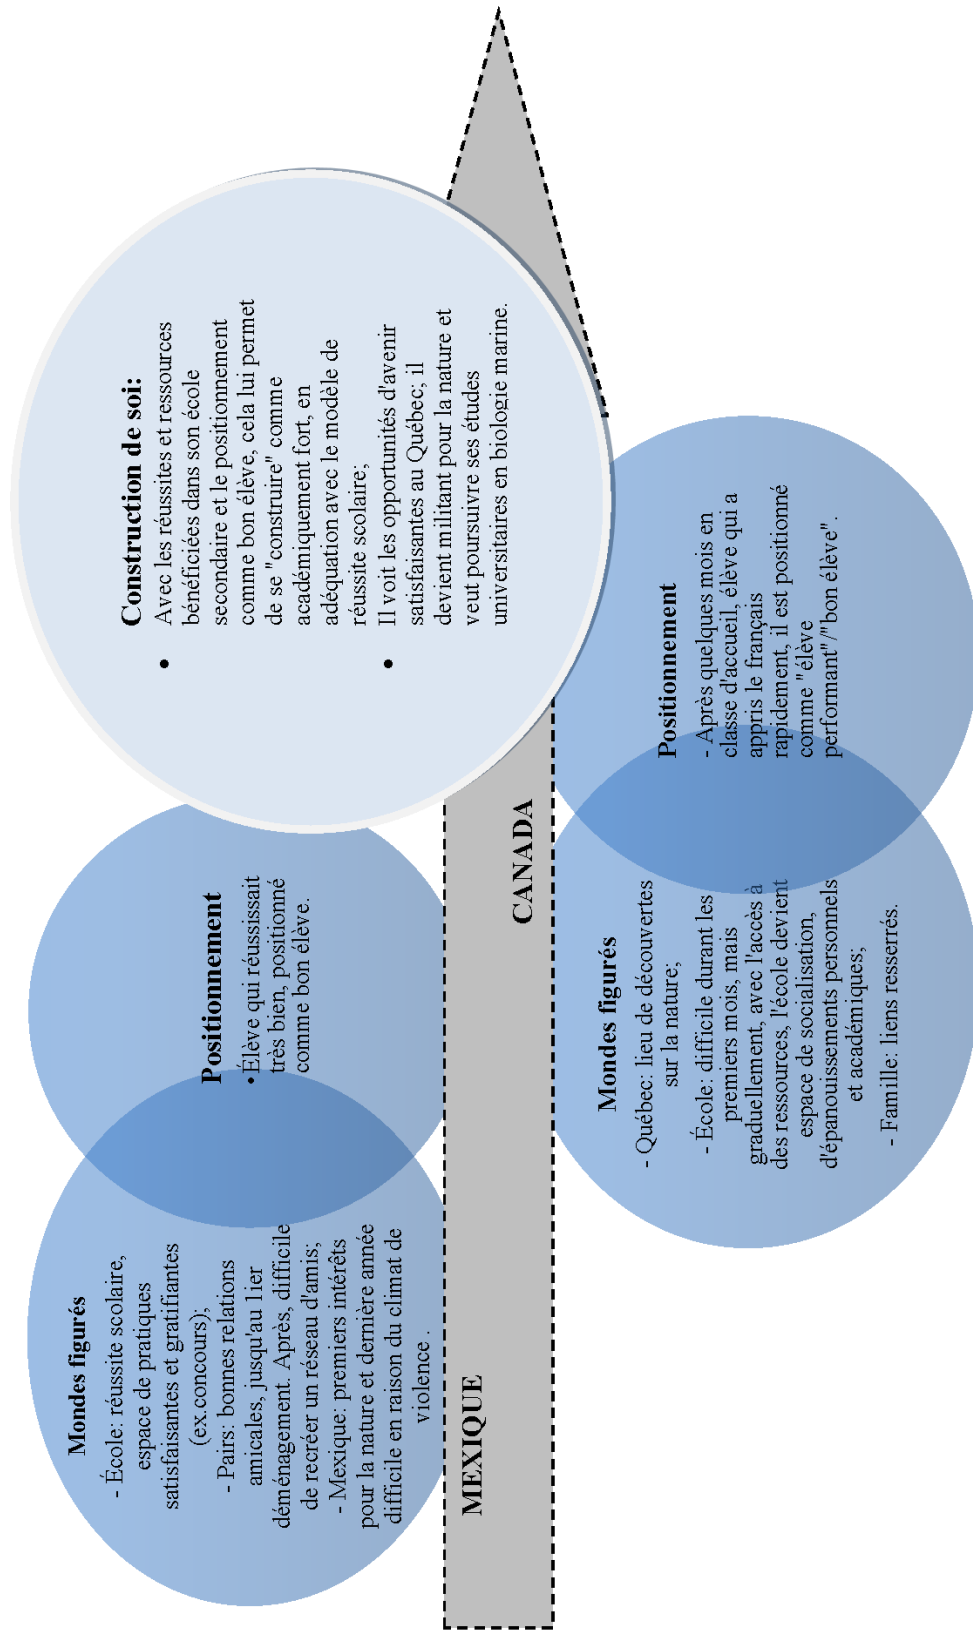 Mondes figurés
- École: réussite scolaire,
espace de pratiques
satisfaisantes et gratifiantes
(ex.concours);
- Pairs: bonnes relations
amicales, jusqu'au 1ier
déménagement. Après, difficile
de recréer un réseau d'amis;
- Mexique: premiers intérêts
pour la nature et dernière année
difficile en raison du climat de
violence .
Positionnement
• Élève qui réussissait
très bien, positionné
comme bon élève.
Construction de soi:
• Avec les réussites et ressources
bénéficiées dans son école
secondaire et le positionnement
comme bon élève, cela lui permet
de se "construire" comme
académiquement fort, en
adéquation avec le modèle de
réussite scolaire;
• Il voit les opportunités d'avenir
satisfaisantes au Québec; il
devient militant pour la nature et
veut poursuivre ses études
universitaires en biologie marine.
MEXIQUE
CANADA
Mondes figurés
- Québec: lieu de découvertes
sur la nature;
- École: difficile durant les
premiers mois, mais
graduellement, avec l'accès à
des ressources, l'école devient
espace de socialisation,
d'épanouissements personnels
et académiques;
- Famille: liens resserrés.
Positionnement
- Après quelques mois en
classe d'accueil, élève qui a
appris le français
rapidement, il est positionné
comme "élève
performant"/"bon élève".